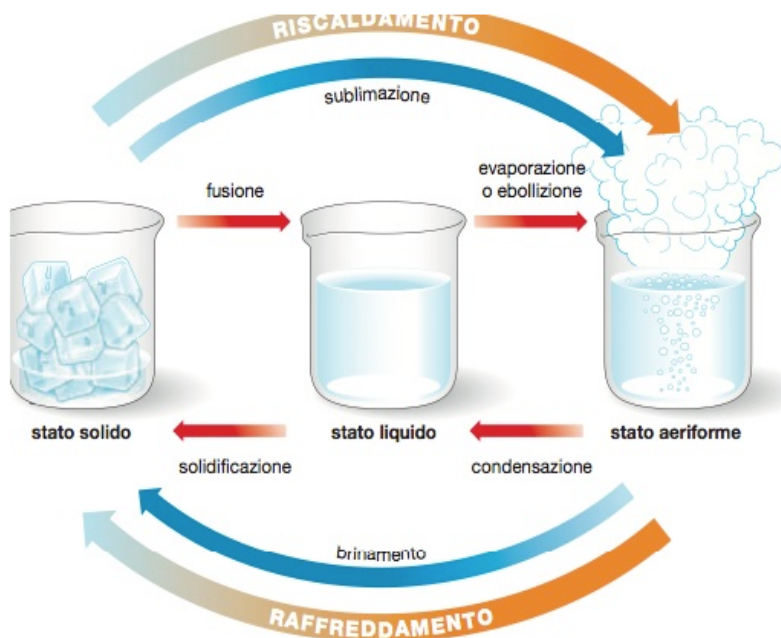 RISCALDAMENTO
sublimazione
fusione
evaporazione
o ebollizione
stato solido
stato liquido
stato aeriforme
solidificazione
condensazione
brinamento
RAFFREDDAMENTO